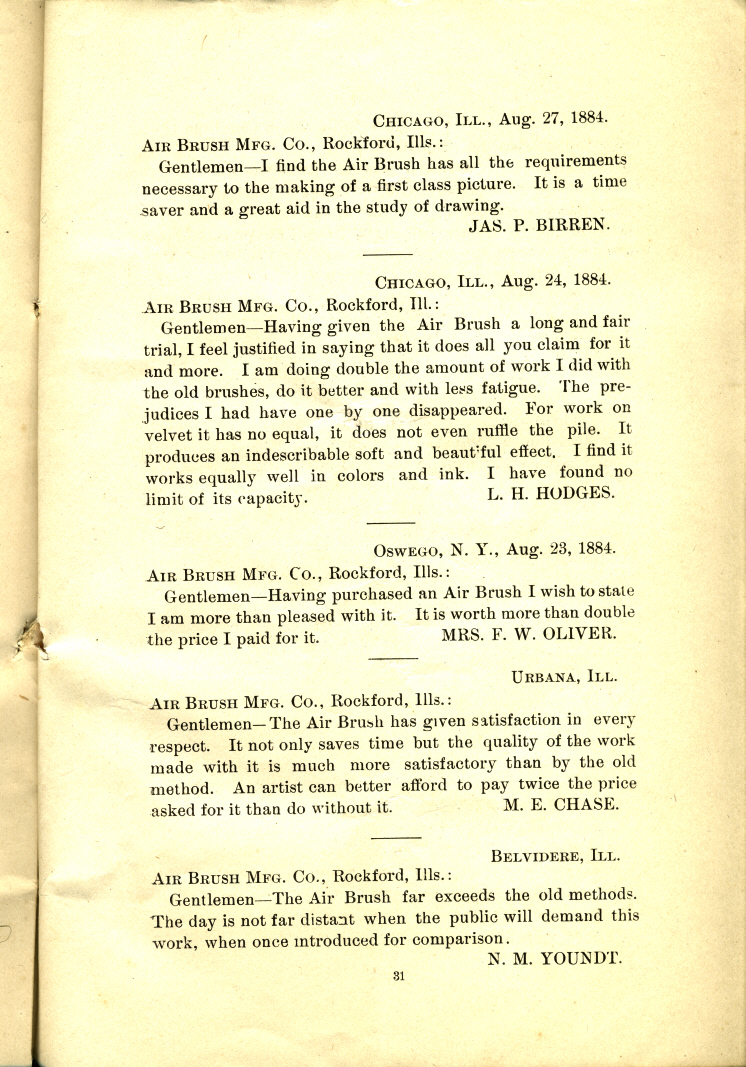 CHICAGO, ILL., Aug. 27, 1884.
AIR BRUSH MFG. CO., Rockford, Ills.:
Gentlemen—I find the Air Brush has all the requirements
necessary to the making of a first class picture. It is a time
saver and a great aid in the study of drawing.
JAS. P. BIRREN.
CHICAGO, ILL., Aug. 24, 1884.
AIR BRUSH MFG. CO., Rockford, Ill.:
Gentlemen—Having given the Air Brush a long and fair
trial, I feel justified in saying that it does all you claim for it
and more. I am doing double the amount of work I did with
the old brushes, do it better and with less fatigue. The pre-
judices I had have one by one disappeared. For work on
velvet it has no equal, it does not even ruffle the pile. It
produces an indescribable soft and beautiful effect. I find it
works equally well in colors and ink. I have found no
limit of its capacity. L. H. HODGES.
OSWEGO, N. Y., Aug. 23, 1884.
AIR BRUSH MFG. CO., Rockford, Ills.:
Gentlemen—Having purchased an Air Brush I wish to state
I am more than pleased with it. It is worth more than double
the price I paid for it. MRS. F. W. OLIVER.
URBANA, ILL.
AIR BRUSH MFG. CO., Rockford, Ills.:
Gentlemen—The Air Brush has given satisfaction in every
respect. It not only saves time but the quality of the work
made with it is much more satisfactory than by the old
method. An artist can better afford to pay twice the price
asked for it than do without it. M. E. CHASE.
BELVIDERE, ILL.
AIR BRUSH MFG. CO., Rockford, Ills.:
Gentlemen—The Air Brush far exceeds the old methods.
The day is not far distant when the public will demand this
work, when once introduced for comparison.
N. M. YOUNDT.
31